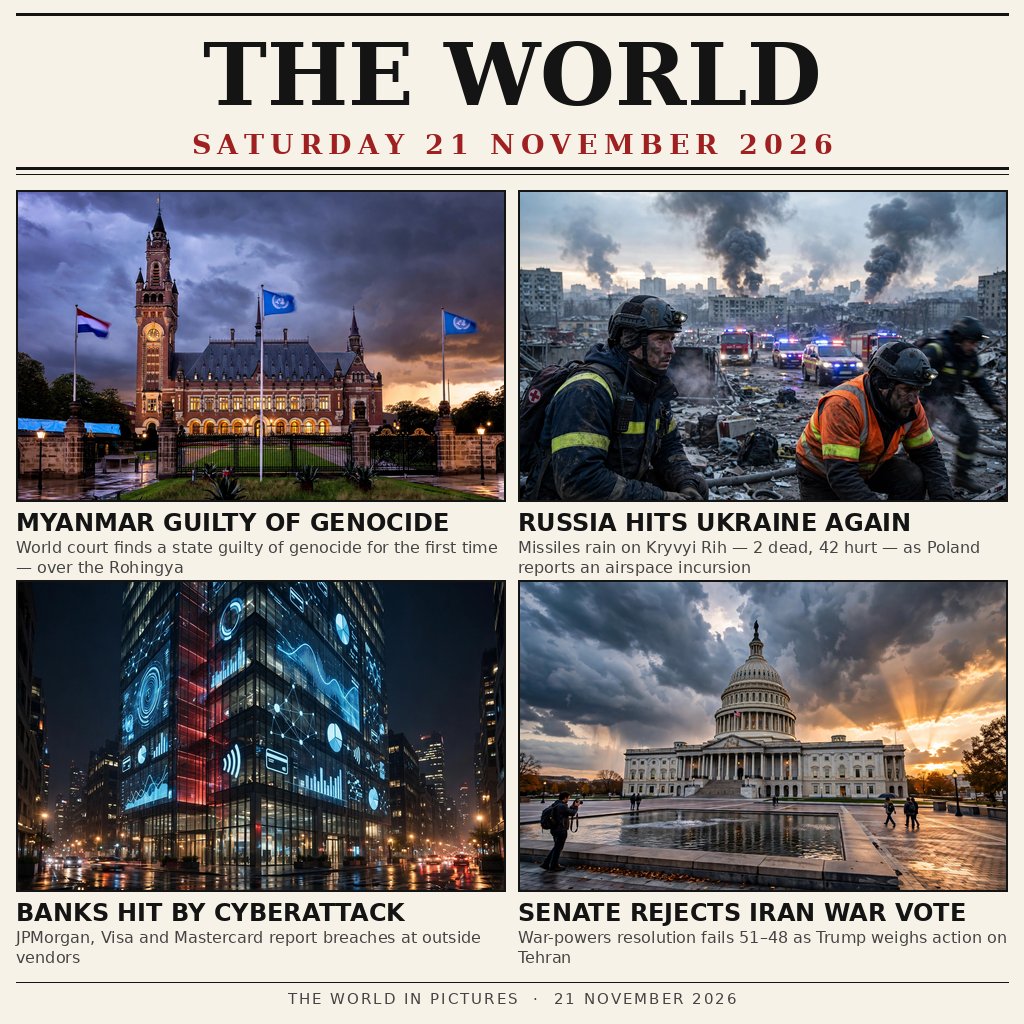 THE WORLD
SATURDAY 21 NOVEMBER 2026
MYANMAR GUILTY OF GENOCIDE
World court finds a state guilty of genocide for the first time
— over the Rohingya
RUSSIA HITS UKRAINE AGAIN
Missiles rain on Kryvyi Rih — 2 dead, 42 hurt — as Poland
reports an airspace incursion
BANKS HIT BY CYBERATTACK
JPMorgan, Visa and Mastercard report breaches at outside
vendors
SENATE REJECTS IRAN WAR VOTE
War-powers resolution fails 51–48 as Trump weighs action on
Tehran
THE WORLD IN PICTURES · 21 NOVEMBER 2026